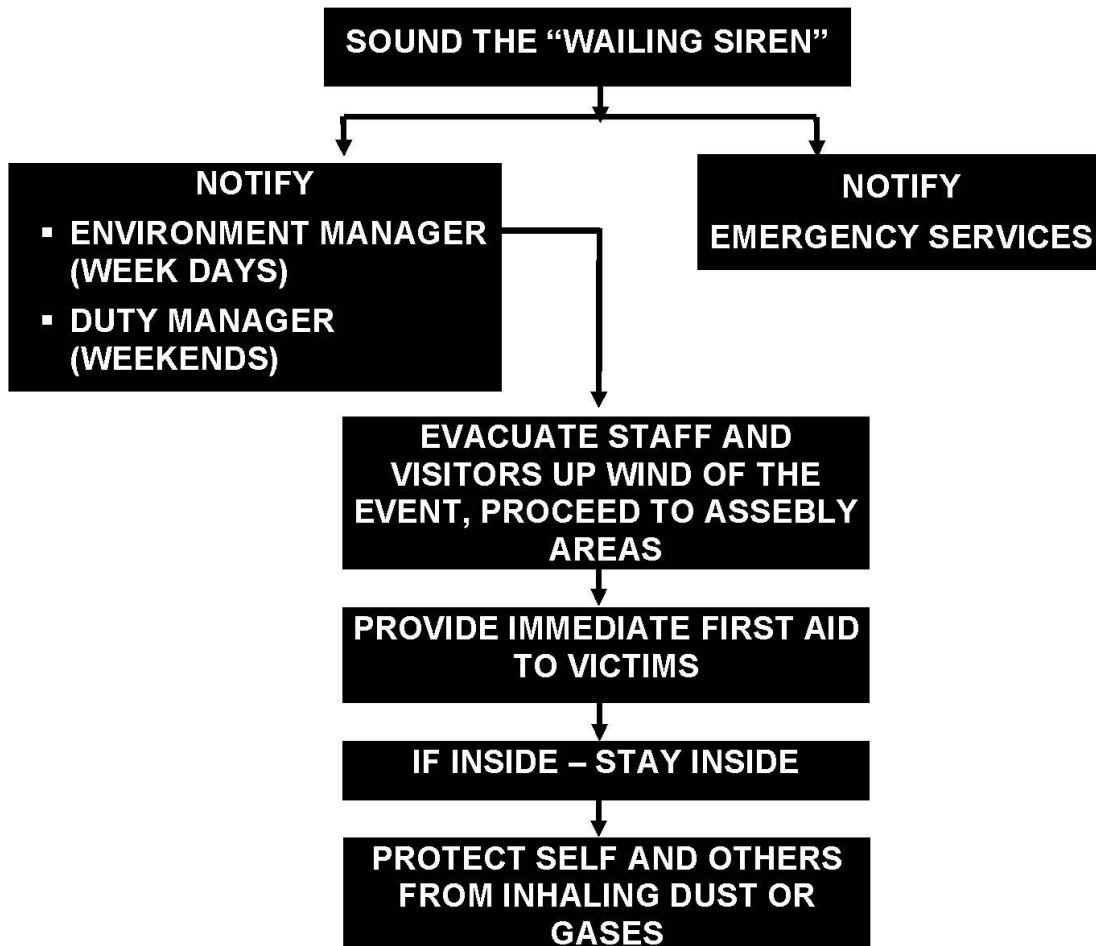 SOUND THE “WAILING SIREN”
NOTIFY
▪ ENVIRONMENT MANAGER
(WEEK DAYS)
▪ DUTY MANAGER
(WEEKENDS)
NOTIFY
EMERGENCY SERVICES
EVACUATE STAFF AND
VISITORS UP WIND OF THE
EVENT, PROCEED TO ASSEBLY
AREAS
PROVIDE IMMEDIATE FIRST AID
TO VICTIMS
IF INSIDE – STAY INSIDE
PROTECT SELF AND OTHERS
FROM INHALING DUST OR
GASES